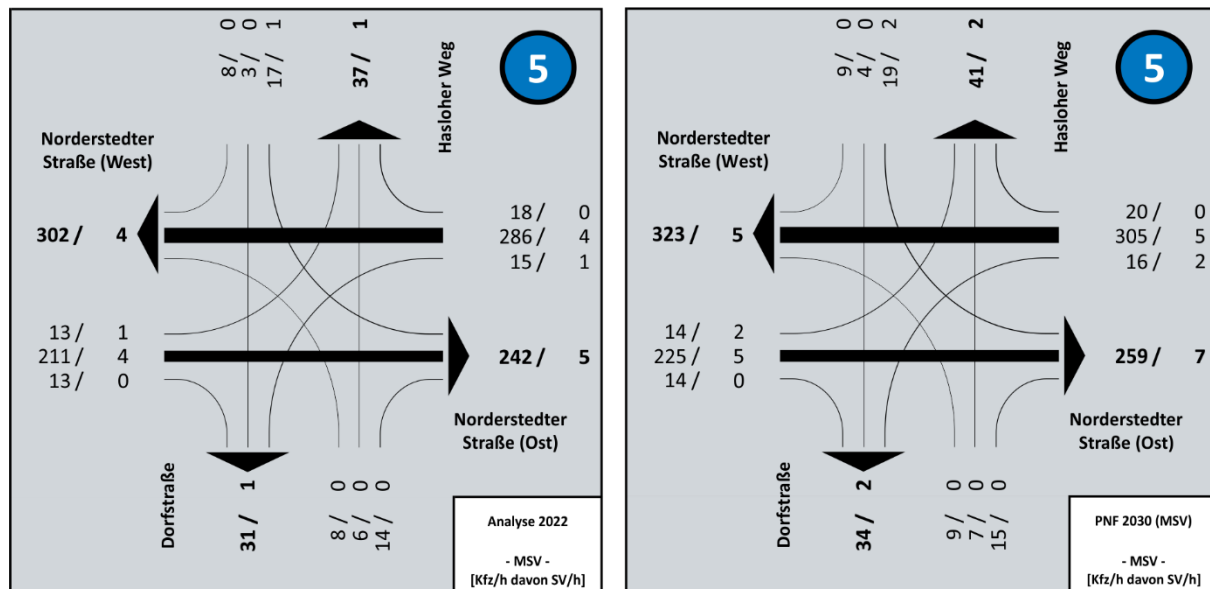 8 / 0
3 / 0
17 / 1
37 / 1
Hasloher Weg
5
Norderstedter
Straße (West)
302 / 4
18 / 0
286 / 4
15 / 1
13 / 1
211 / 4
13 / 0
242 / 5
Norderstedter
Straße (Ost)
Dorfstraße
31 / 1
8 / 0
6 / 0
14 / 0
Analyse 2022
- MSV -
[Kfz/h davon SV/h]
9 / 0
4 / 0
19 / 2
41 / 2
Hasloher Weg
5
Norderstedter
Straße (West)
323 / 5
20 / 0
305 / 5
16 / 2
14 / 2
225 / 5
14 / 0
259 / 7
Norderstedter
Straße (Ost)
Dorfstraße
34 / 2
9 / 0
7 / 0
15 / 0
PNF 2030 (MSV)
- MSV -
[Kfz/h davon SV/h]